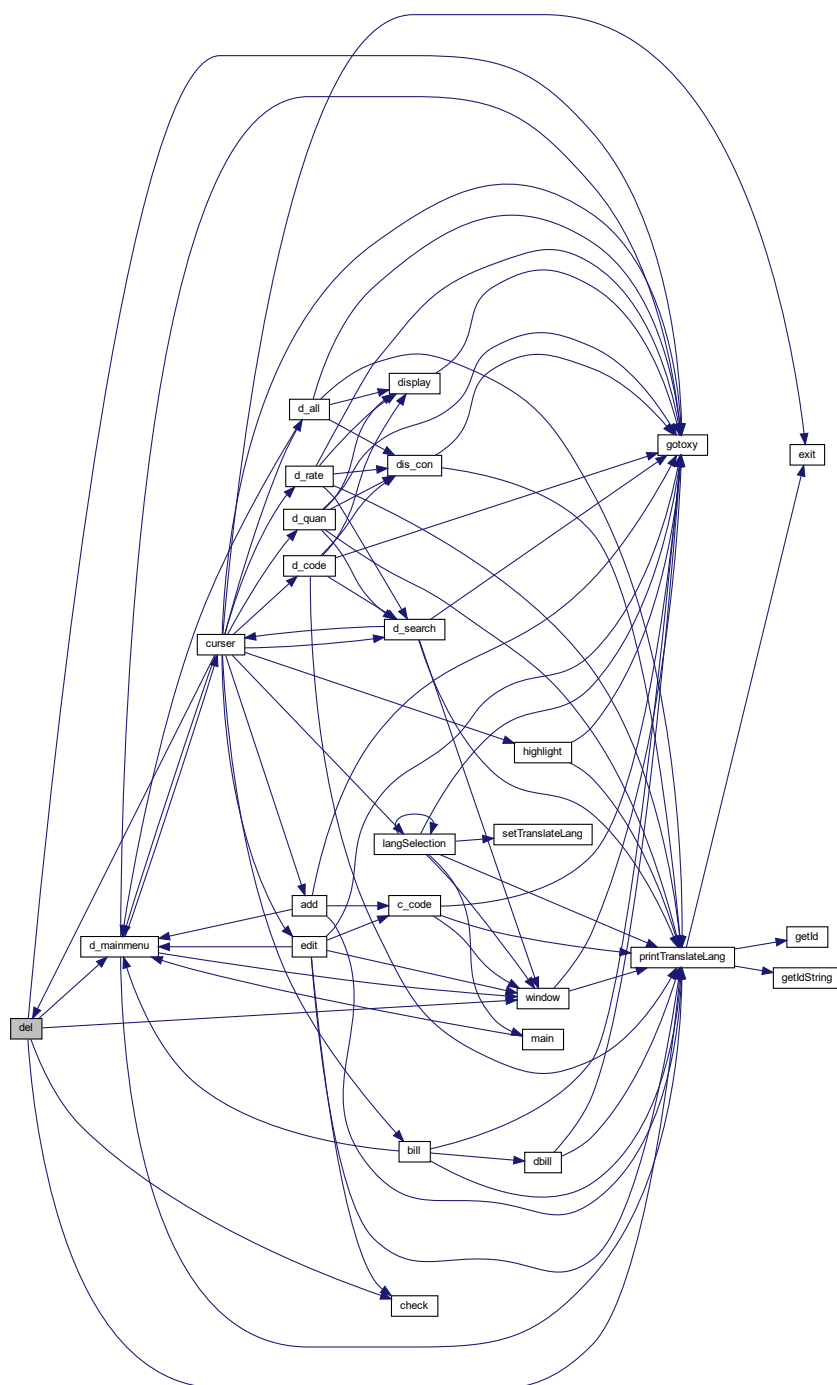 display
d_all
gotoxy
exit
dis_con
d_rate
d_quan
d_code
d_search
curser
highlight
setTranslateLang
langSelection
add
c_code
getId
d_mainmenu
edit
printTranslateLang
getIdString
window
del
main
bill
dbill
check